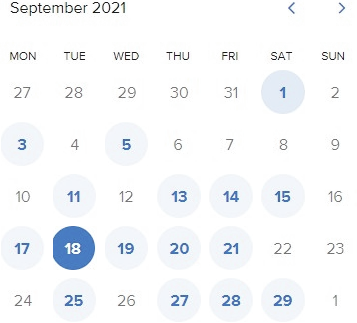 September 2021
MON TUE WED THU FRI SAT SUN
27 28 29 30 31 1 2
3 4 5 6 7 8 9
10 11 12 13 14 15 16
17 18 19 20 21 22 23
24 25 26 27 28 29 1